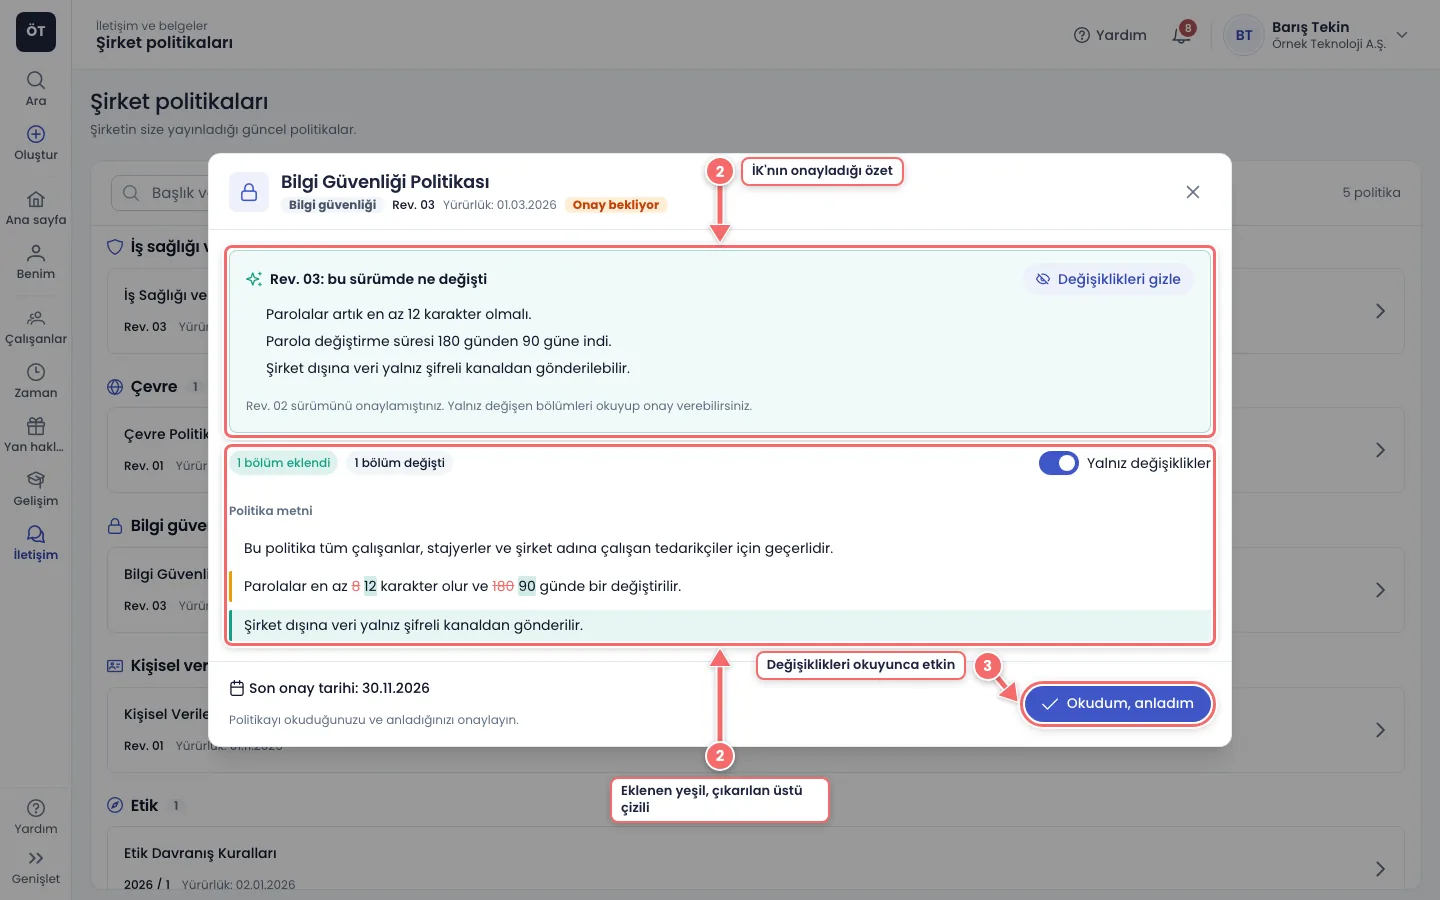 ÖT
İletişim ve belgeler
Şirket politikaları
Yardım
8
BT
Barış Tekin
Örnek Teknoloji A.Ş.
Ara
Oluştur
Ana sayfa
Benim
Çalışanlar
Zaman
Yan hakl...
Gelişim
İletişim
Yardım
Genişlet
Şirket politikaları
Şirketin size yayınladığı güncel politikalar.
Başlık v
5 politika
İş sağlığı v
İş Sağlığı ve
Rev. 03 Yürür
Çevre 1
Çevre Politik
Rev. 01 Yürür
Bilgi güve
Bilgi Güvenli
Rev. 03 Yürür
Kişisel ver
Kişisel Verile
Rev. 01 Yürürlük: 01.11.2025
Etik 1
Etik Davranış Kuralları
2026 / 1 Yürürlük: 02.01.2026
Bilgi Güvenliği Politikası
Bilgi güvenliği Rev. 03 Yürürlük: 01.03.2026 Onay bekliyor
2 İK'nın onayladığı özet
Rev. 03: bu sürümde ne değişti
Değişiklikleri gizle
Parolalar artık en az 12 karakter olmalı.
Parola değiştirme süresi 180 günden 90 güne indi.
Şirket dışına veri yalnız şifreli kanaldan gönderilebilir.
Rev. 02 sürümünü onaylamıştınız. Yalnız değişen bölümleri okuyup onay verebilirsiniz.
1 bölüm eklendi 1 bölüm değişti
Yalnız değişiklikler
Politika metni
Bu politika tüm çalışanlar, stajyerler ve şirket adına çalışan tedarikçiler için geçerlidir.
Parolalar en az 8 12 karakter olur ve 180 90 günde bir değiştirilir.
Şirket dışına veri yalnız şifreli kanaldan gönderilir.
Değişiklikleri okuyunca etkin 3
Son onay tarihi: 30.11.2026
Politikayı okuduğunuzu ve anladığınızı onaylayın.
Okudum, anladım
2
Eklenen yeşil, çıkarılan üstü
çizili